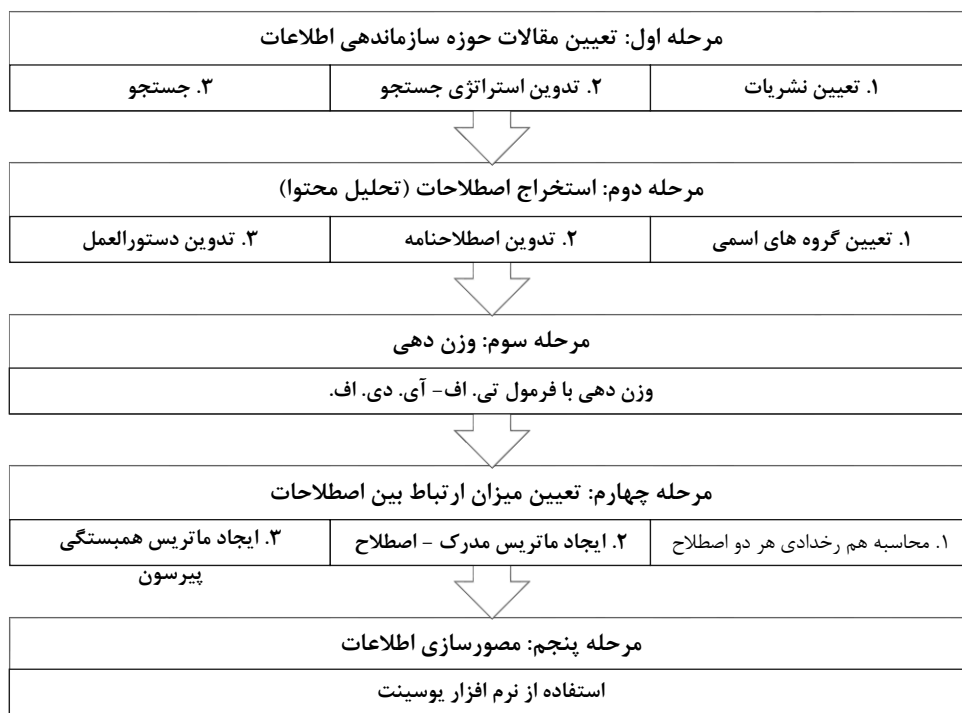 مرحله اول: تعیین مقالات حوزه سازماندهی اطلاعات
۱. تعیین نشریات
۲. تدوین استراتژی جستجو
۳. جستجو
مرحله دوم: استخراج اصطلاحات (تحلیل محتوا)
۱. تعیین گروه های اسمی
۲. تدوین اصطلاحنامه
۳. تدوین دستورالعمل
مرحله سوم: وزن دهی
وزن دهی با فرمول تی. اف- آی. دی. اف.
مرحله چهارم: تعیین میزان ارتباط بین اصطلاحات
۱. محاسبه هم رخدادی هر دو اصطلاح
۲. ایجاد ماتریس مدرک - اصطلاح
۳. ایجاد ماتریس همبستگی
پیرسون
مرحله پنجم: مصورسازی اطلاعات
استفاده از نرم افزار یوسینت